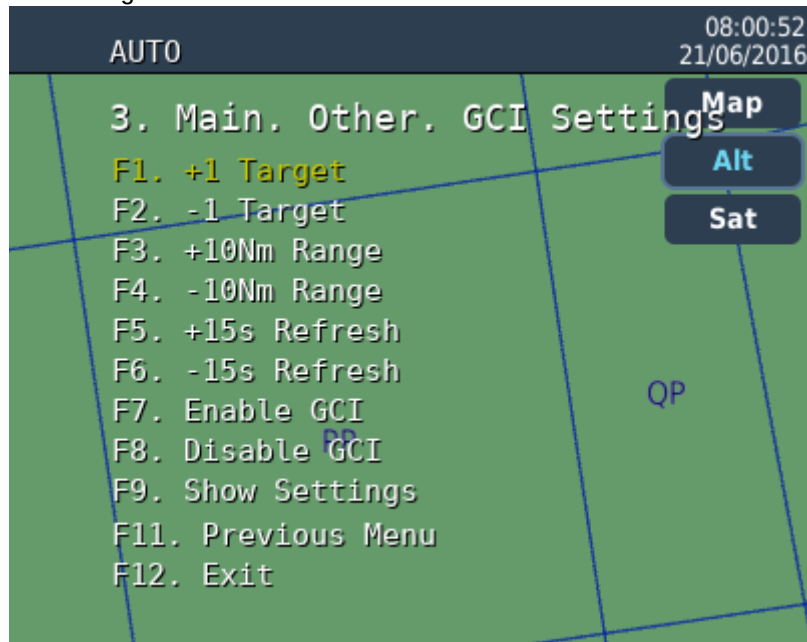 08:00:52
AUTO
21/06/2016
Map
3. Main. Other. GCI Settings
F1. +1 Target
Alt
F2. -1 Target
Sat
F3. +10Nm Range
F4. -10Nm Range
F5. +15s Refresh
F6. -15s Refresh
QP
F7. Enable GCI
PP
F8. Disable GCI
F9. Show Settings
F11. Previous Menu
F12. Exit